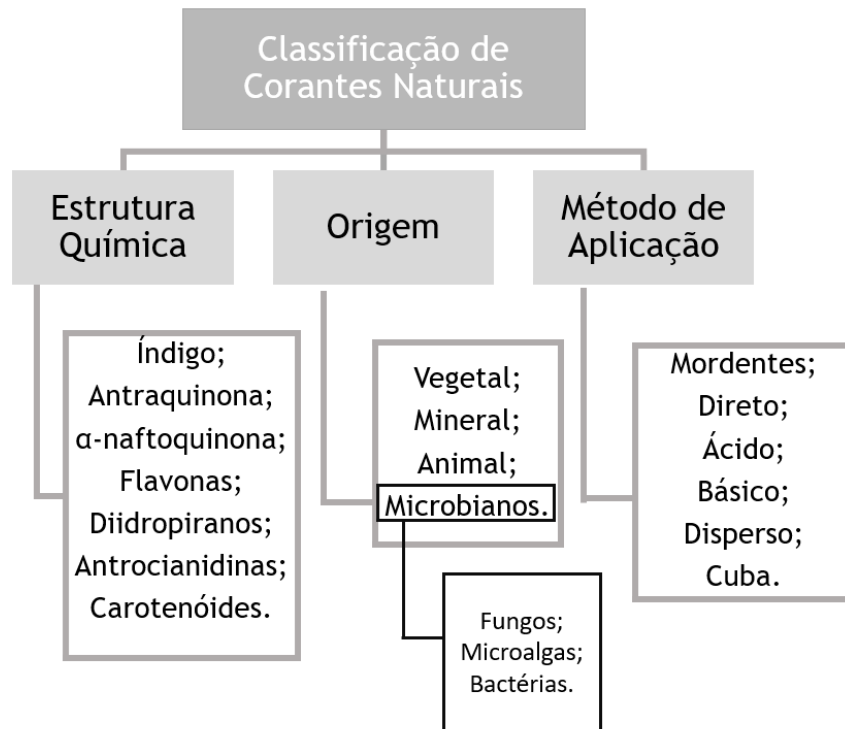 Classificação de
Corantes Naturais
Estrutura
Química
Índigo;
Antraquinona;
α-naftoquinona;
Flavonas;
Diidropiranos;
Antrocianidinas;
Carotenóides.
Origem
Vegetal;
Mineral;
Animal;
Microbianos.
Fungos;
Microalgas;
Bactérias.
Método de
Aplicação
Mordentes;
Direto;
Ácido;
Básico;
Disperso;
Cuba.